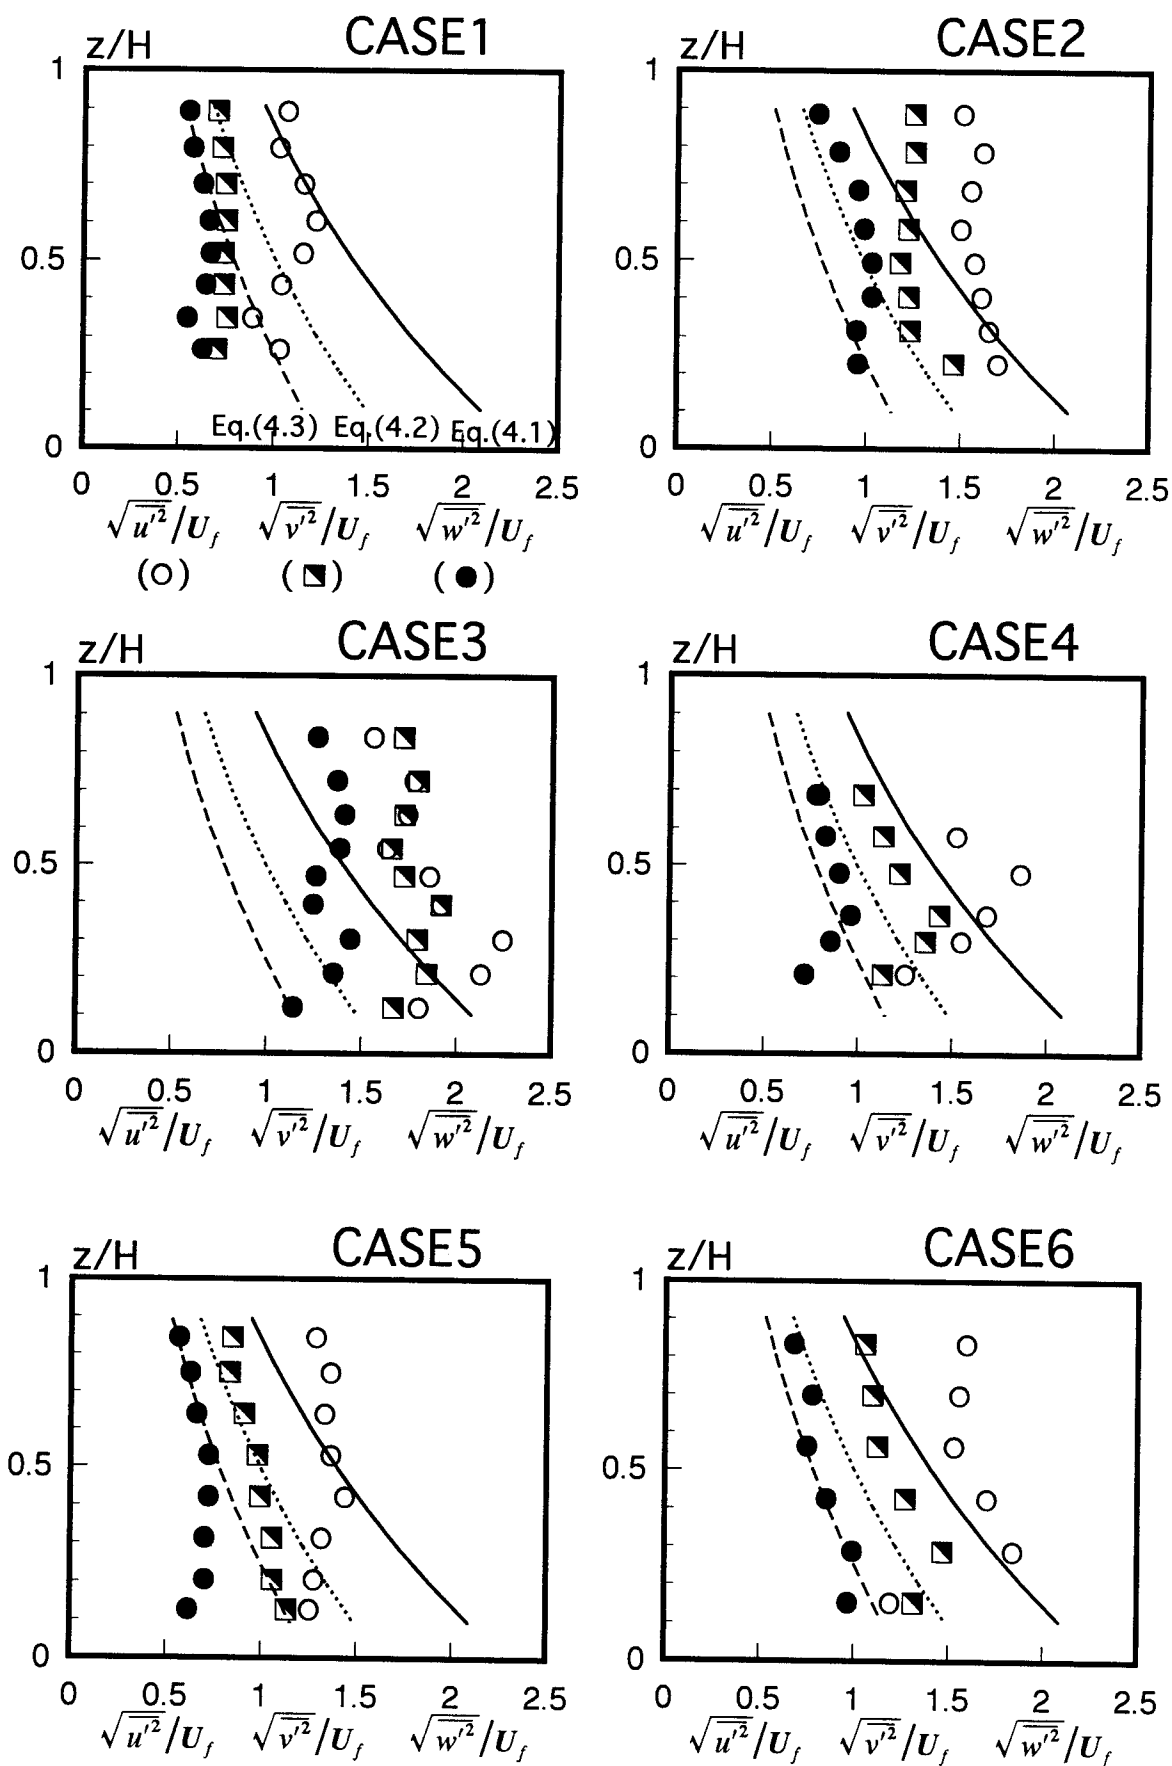 z/H CASE1
1
0.5
0
Eq.(4.3) Eq.(4.2) Eq.(4.1)
0 0.5 1 1.5 2 2.5
√u'²/U_f √v'²/U_f √w'²/U_f
(○) (◪) (●)
z/H CASE2
1
0.5
0
0 0.5 1 1.5 2 2.5
√u'²/U_f √v'²/U_f √w'²/U_f
z/H CASE3
1
0.5
0
0 0.5 1 1.5 2 2.5
√u'²/U_f √v'²/U_f √w'²/U_f
z/H CASE4
1
0.5
0
0 0.5 1 1.5 2 2.5
√u'²/U_f √v'²/U_f √w'²/U_f
z/H CASE5
1
0.5
0
0 0.5 1 1.5 2 2.5
√u'²/U_f √v'²/U_f √w'²/U_f
z/H CASE6
1
0.5
0
0 0.5 1 1.5 2 2.5
√u'²/U_f √v'²/U_f √w'²/U_f